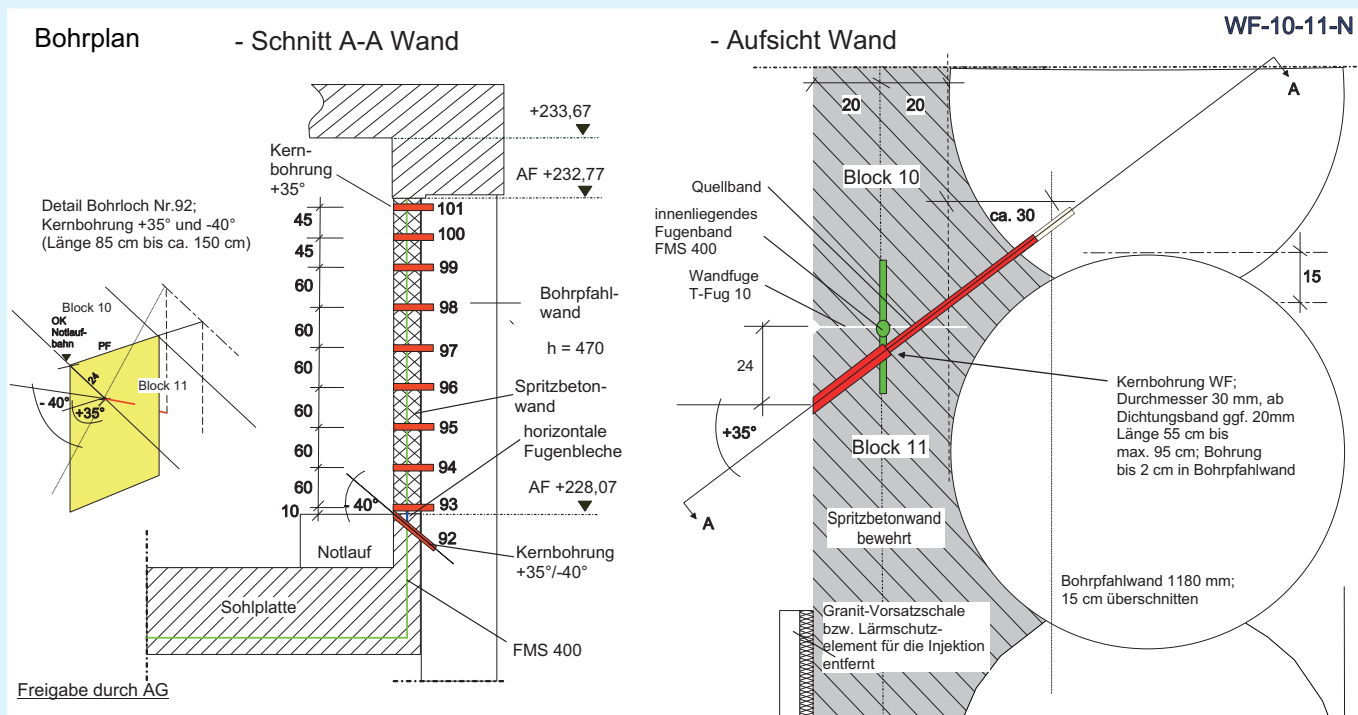 Bohrplan
- Schnitt A-A Wand
- Aufsicht Wand
WF-10-11-N
+233,67
AF +232,77
Kern-
bohrung
+35°
Detail Bohrloch Nr.92;
Kernbohrung +35° und -40°
(Länge 85 cm bis ca. 150 cm)
45
45
60
60
60
60
60
60
10
101
100
99
98
97
96
95
94
93
92
Bohrpfahl-
wand
h = 470
Spritzbeton-
wand
horizontale
Fugenbleche
AF +228,07
- 40°
Kernbohrung
+35°/-40°
Notlauf
Sohlplatte
FMS 400
Block 10
OK
Notlauf-
bahn
PF
24
Block 11
- 40°
+35°
Freigabe durch AG
A
20
20
Block 10
Quellband
innenliegendes
Fugenband
FMS 400
Wandfuge
T-Fug 10
ca. 30
15
24
+35°
Block 11
A
Kernbohrung WF;
Durchmesser 30 mm, ab
Dichtungsband ggf. 20mm
Länge 55 cm bis
max. 95 cm; Bohrung
bis 2 cm in Bohrpfahlwand
Spritzbetonwand
bewehrt
Bohrpfahlwand 1180 mm;
15 cm überschnitten
Granit-Vorsatzschale
bzw. Lärmschutz-
element für die Injektion
entfernt